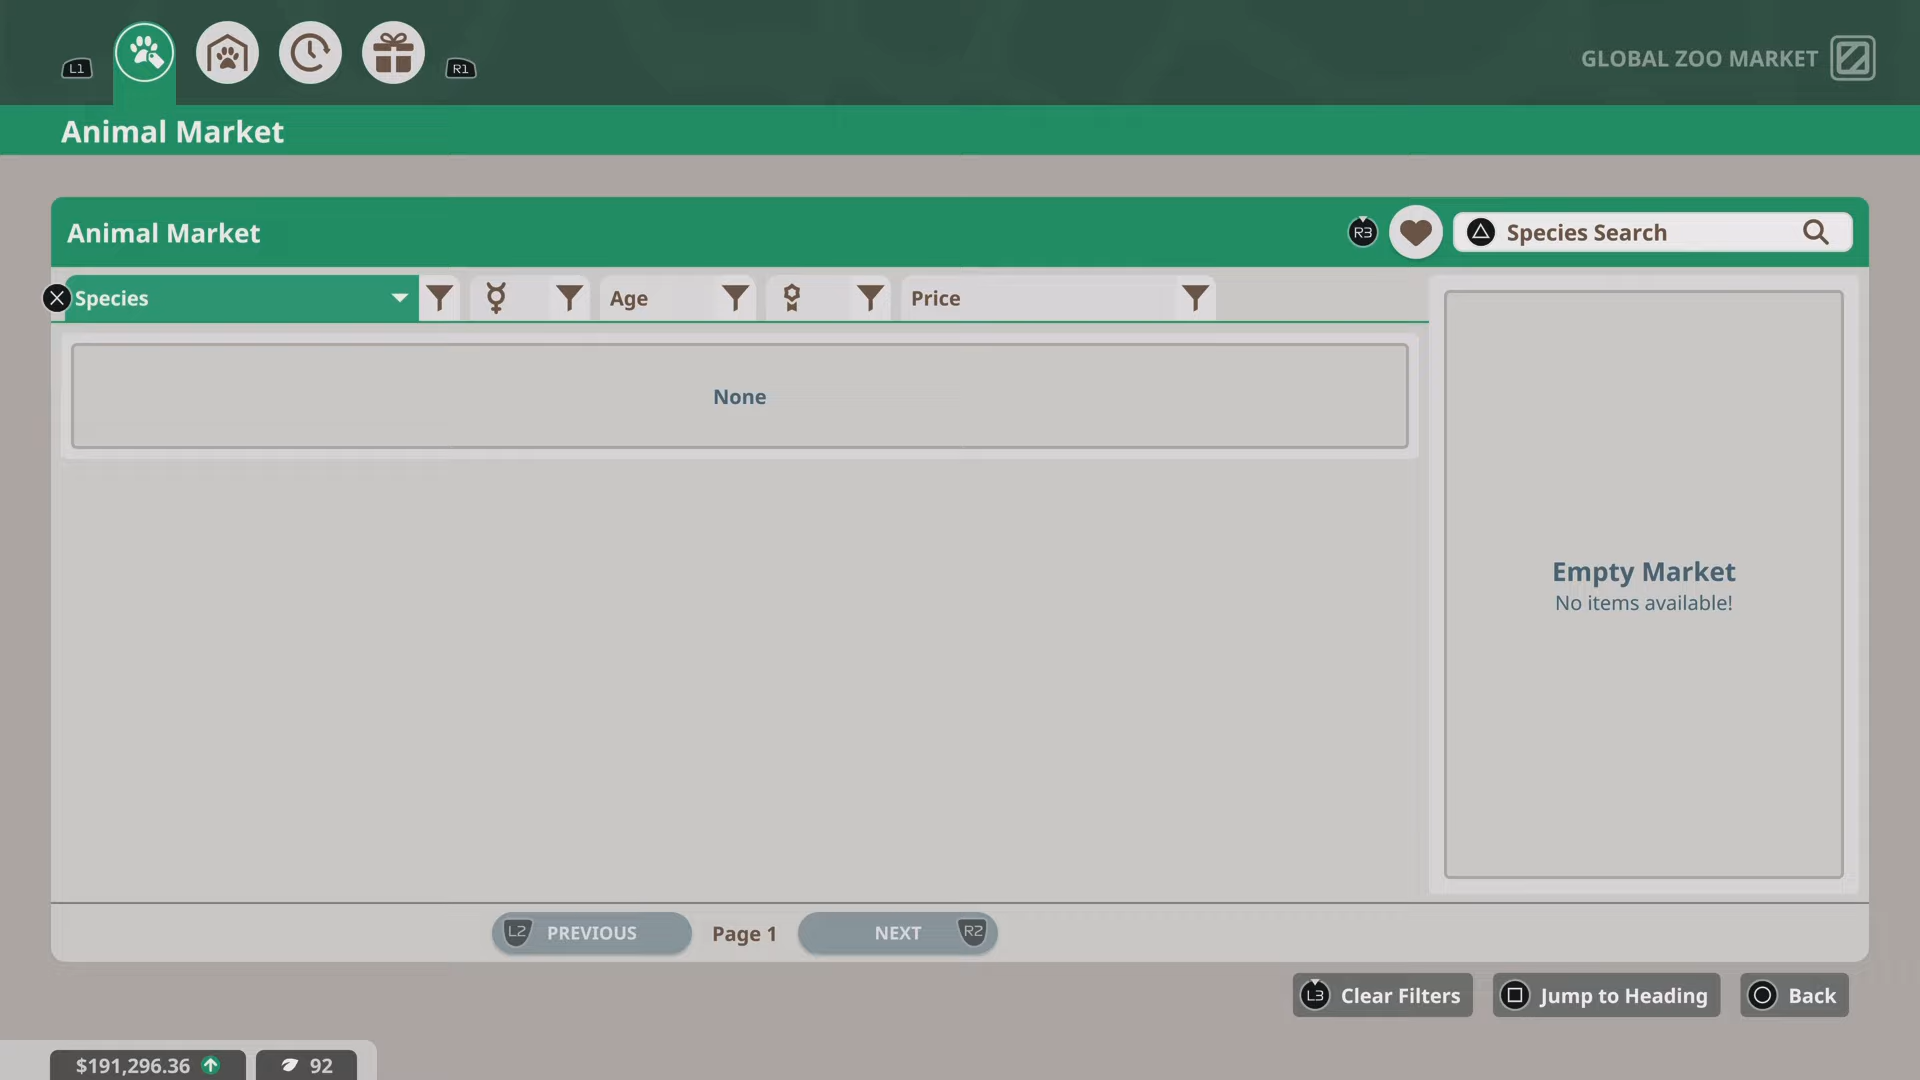 L1
R1
GLOBAL ZOO MARKET
Animal Market
Animal Market
R3
Species Search
Species
Age
Price
None
Empty Market
No items available!
L2 PREVIOUS
Page 1
NEXT R2
L3 Clear Filters
Jump to Heading
Back
$191,296.36
92